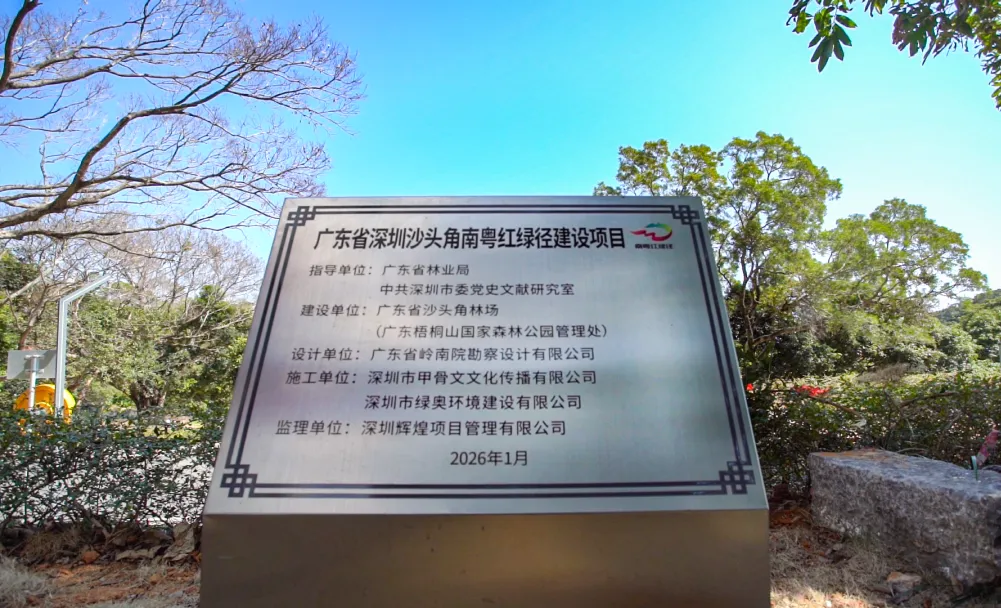 广东省深圳沙头角南粤红绿径建设项目
南粤红绿径
指导单位：广东省林业局
中共深圳市委党史文献研究室
建设单位：广东省沙头角林场
（广东梧桐山国家森林公园管理处）
设计单位：广东省岭南院勘察设计有限公司
施工单位：深圳市甲骨文文化传播有限公司
深圳市绿奥环境建设有限公司
监理单位：深圳辉煌项目管理有限公司
2026年1月